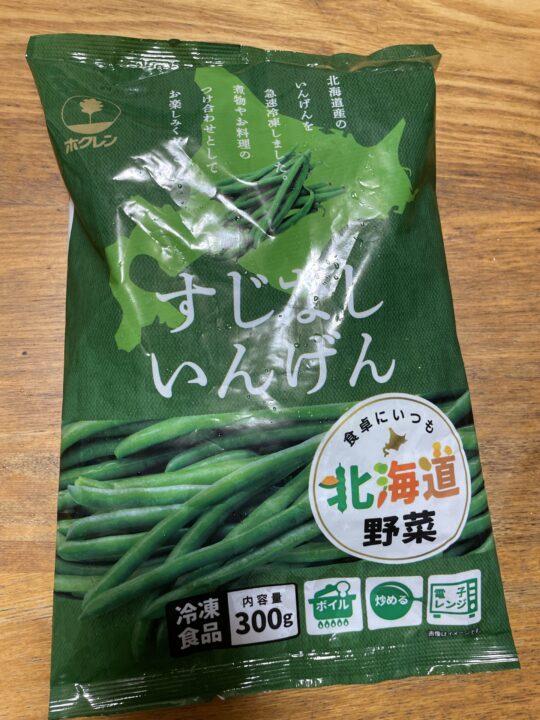 北海道産の
いんげんを
急速冷凍しました。
煮物やお料理の
つけ合わせとして
お楽しみく
ホクレン
すじなし
いんげん
食卓にいつも
北海道
野菜
冷凍
食品
内容量
300g
ボイル
炒める
電子
レンジ
画像はイメージです